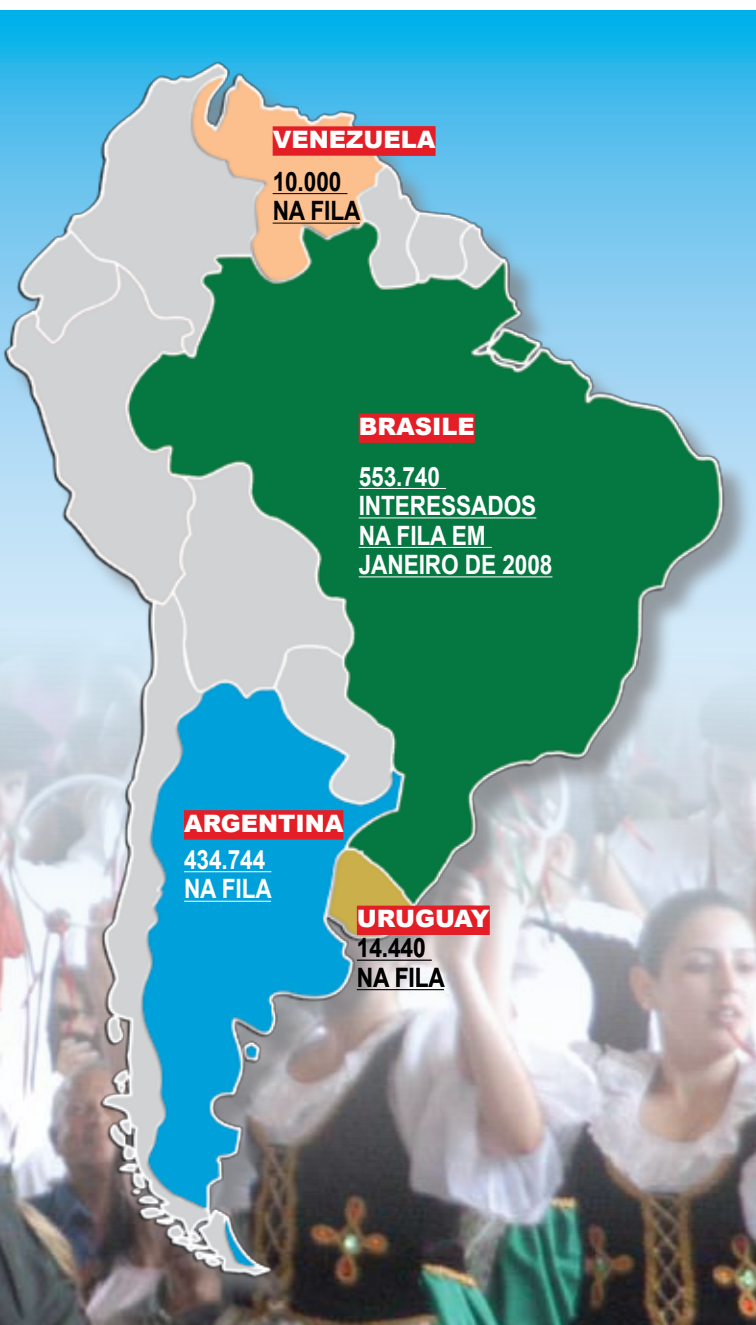 VENEZUELA
10.000
NA FILA
BRASILE
553.740
INTERESSADOS
NA FILA EM
JANEIRO DE 2008
ARGENTINA
434.744
NA FILA
URUGUAY
14.440
NA FILA